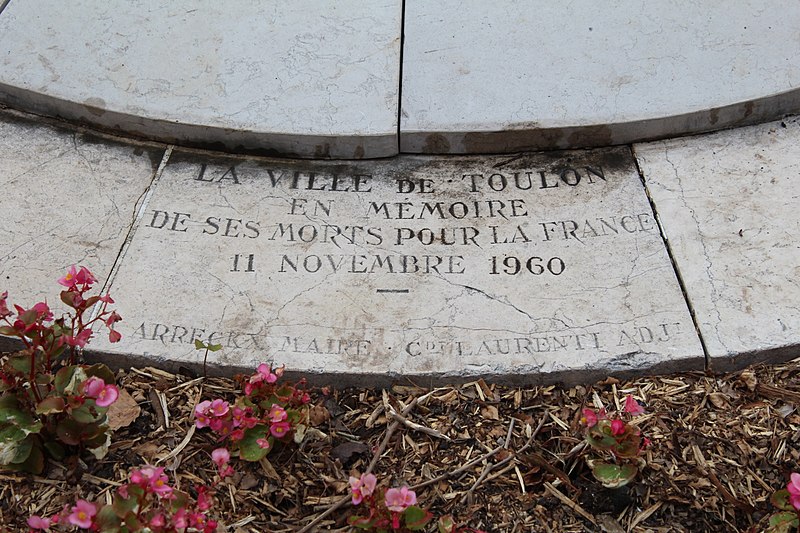 LA VILLE DE TOULON
EN MÉMOIRE
DE SES MORTS POUR LA FRANCE
11 NOVEMBRE 1960
ARRECKX MAIRE · CDT LAURENTI ADJT